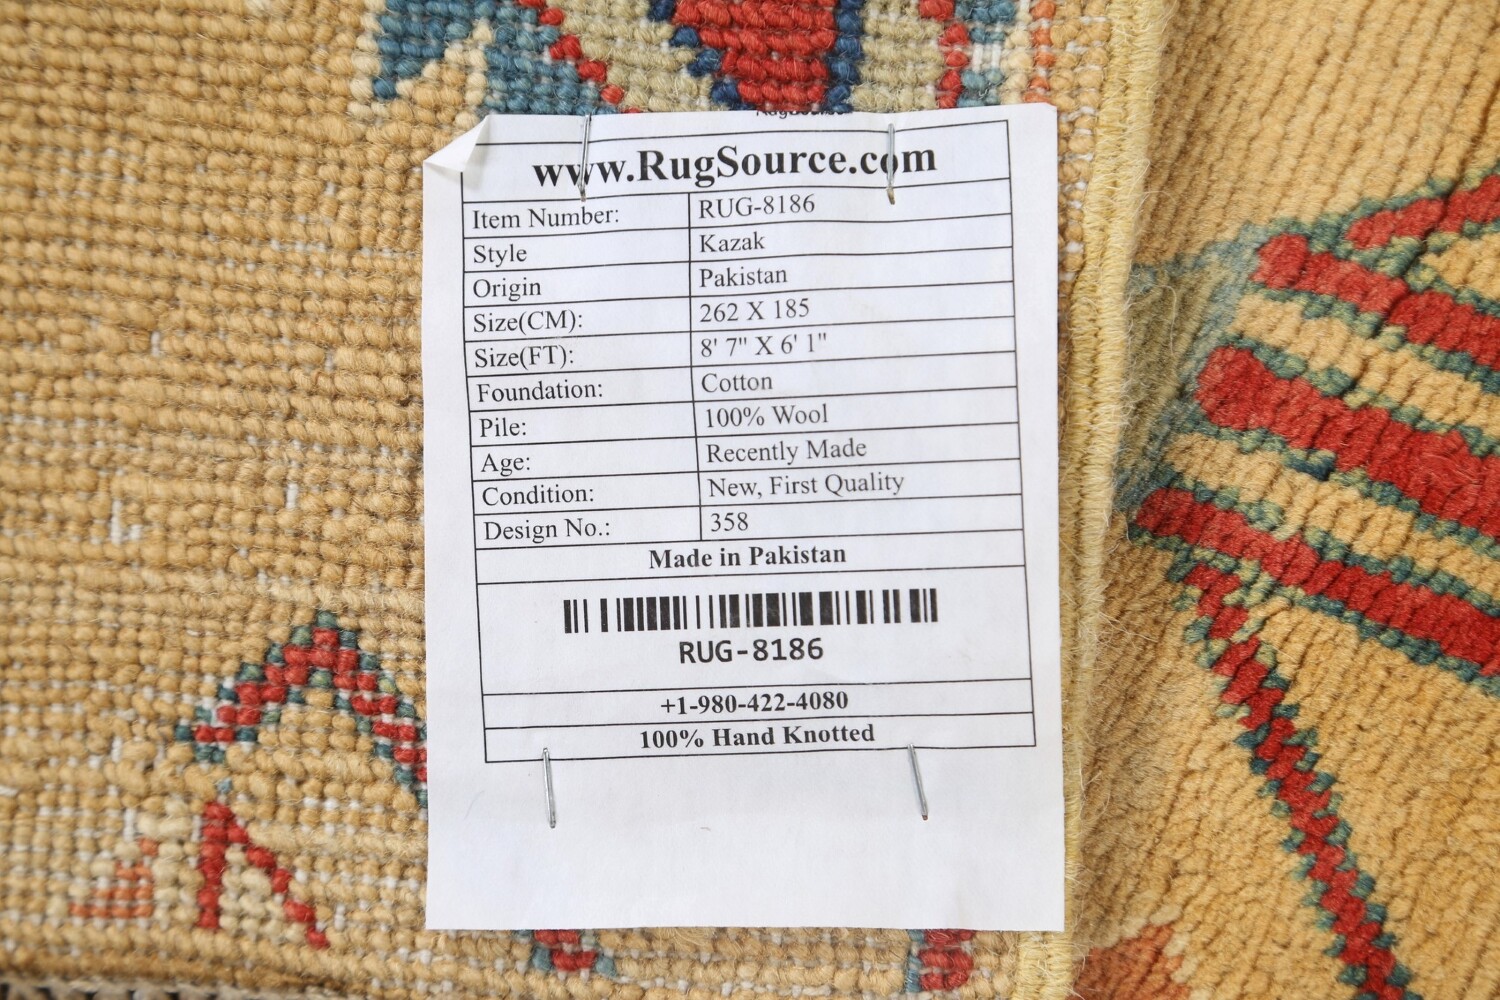 RugSource
www.RugSource.com
Item Number: RUG-8186
Style Kazak
Origin Pakistan
Size(CM): 262 X 185
Size(FT): 8' 7" X 6' 1"
Foundation: Cotton
Pile: 100% Wool
Age: Recently Made
Condition: New, First Quality
Design No.: 358
Made in Pakistan
RUG-8186
+1-980-422-4080
100% Hand Knotted